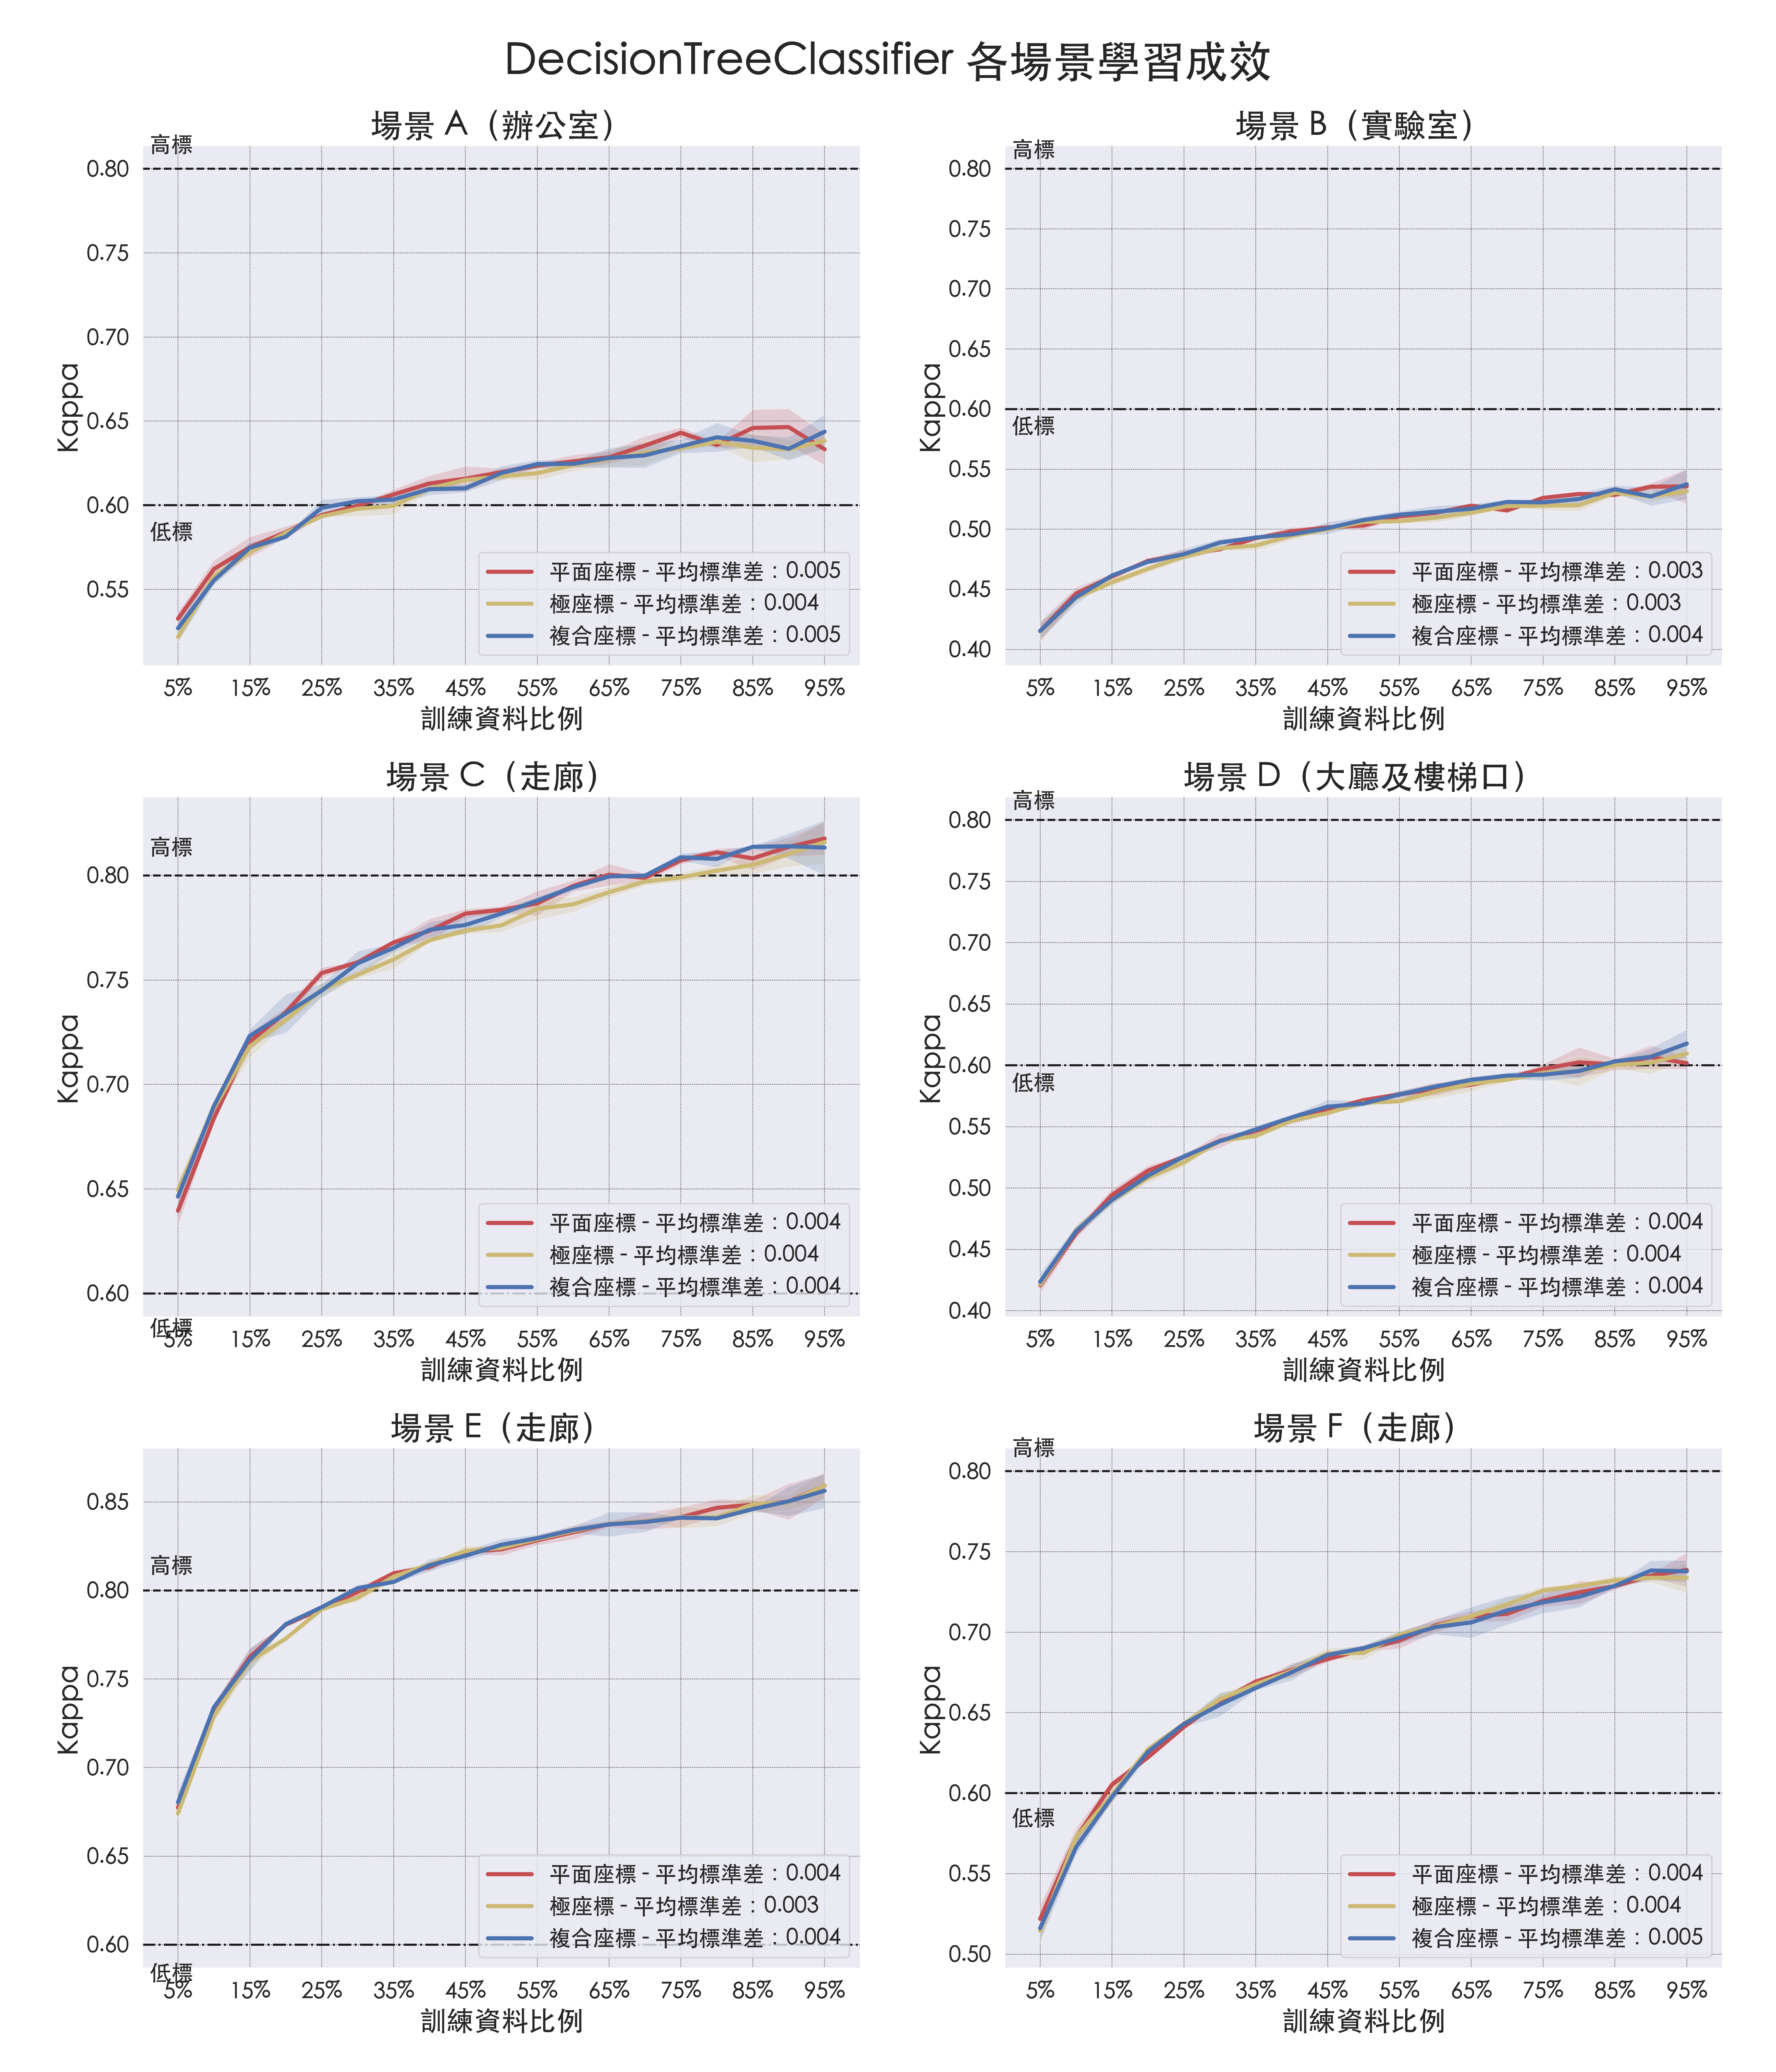 DecisionTreeClassifier 各場景學習成效
場景 A（辦公室）
高標
0.80
0.75
0.70
0.65
0.60
0.55
低標
Kappa
平面座標 - 平均標準差：0.005
極座標 - 平均標準差：0.004
複合座標 - 平均標準差：0.005
5% 15% 25% 35% 45% 55% 65% 75% 85% 95%
訓練資料比例
場景 B（實驗室）
高標
0.80
0.75
0.70
0.65
0.60
0.55
0.50
0.45
0.40
低標
Kappa
平面座標 - 平均標準差：0.003
極座標 - 平均標準差：0.003
複合座標 - 平均標準差：0.004
5% 15% 25% 35% 45% 55% 65% 75% 85% 95%
訓練資料比例
場景 C（走廊）
高標
0.80
0.75
0.70
0.65
0.60
低標
Kappa
平面座標 - 平均標準差：0.004
極座標 - 平均標準差：0.004
複合座標 - 平均標準差：0.004
5% 15% 25% 35% 45% 55% 65% 75% 85% 95%
訓練資料比例
場景 D（大廳及樓梯口）
高標
0.80
0.75
0.70
0.65
0.60
0.55
0.50
0.45
0.40
低標
Kappa
平面座標 - 平均標準差：0.004
極座標 - 平均標準差：0.004
複合座標 - 平均標準差：0.004
5% 15% 25% 35% 45% 55% 65% 75% 85% 95%
訓練資料比例
場景 E（走廊）
0.85
高標
0.80
0.75
0.70
0.65
0.60
低標
Kappa
平面座標 - 平均標準差：0.004
極座標 - 平均標準差：0.003
複合座標 - 平均標準差：0.004
5% 15% 25% 35% 45% 55% 65% 75% 85% 95%
訓練資料比例
場景 F（走廊）
高標
0.80
0.75
0.70
0.65
0.60
0.55
0.50
低標
Kappa
平面座標 - 平均標準差：0.004
極座標 - 平均標準差：0.004
複合座標 - 平均標準差：0.005
5% 15% 25% 35% 45% 55% 65% 75% 85% 95%
訓練資料比例